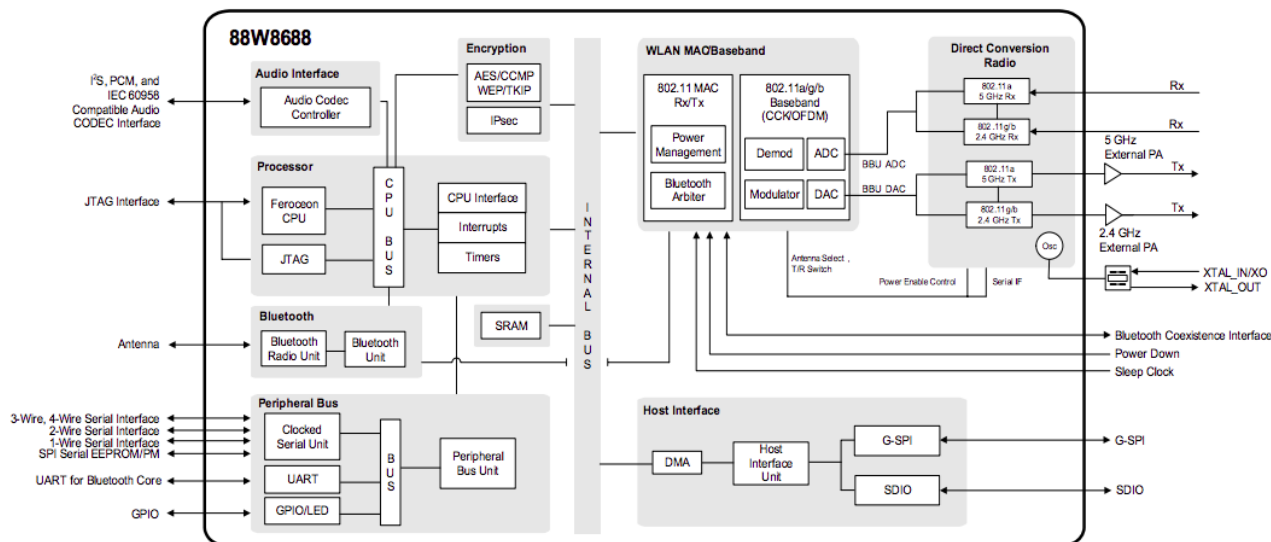 88W8688
I²S, PCM, and
IEC 60958
Compatible Audio
CODEC Interface
Audio Interface
Audio Codec
Controller
Encryption
AES/CCMP
WEP/TKIP
IPsec
JTAG Interface
Processor
Feroceon
CPU
JTAG
CPU BUS
CPU Interface
Interrupts
Timers
Antenna
Bluetooth
Bluetooth
Radio Unit
Bluetooth
Unit
SRAM
INTERNAL BUS
3-Wire, 4-Wire Serial Interface
2-Wire Serial Interface
1-Wire Serial Interface
SPI Serial EEPROM/PM
UART for Bluetooth Core
GPIO
Peripheral Bus
Clocked
Serial Unit
UART
GPIO/LED
BUS
Peripheral
Bus Unit
WLAN MAC/Baseband
802.11 MAC
Rx/Tx
Power
Management
Bluetooth
Arbiter
802.11a/g/b
Baseband
(CCK/OFDM)
Demod
ADC
Modulator
DAC
BBU ADC
BBU DAC
Antenna Select ,
T/R Switch
Power Enable Control
Serial IF
Direct Conversion
Radio
802.11a
5 GHz Rx
802.11g/b
2.4 GHz Rx
802.11a
5 GHz Tx
802.11g/b
2.4 GHz Tx
Osc
Rx
Rx
5 GHz
External PA
Tx
Tx
2.4 GHz
External PA
XTAL_IN/XO
XTAL_OUT
Bluetooth Coexistence Interface
Power Down
Sleep Clock
Host Interface
DMA
Host
Interface
Unit
G-SPI
SDIO
G-SPI
SDIO